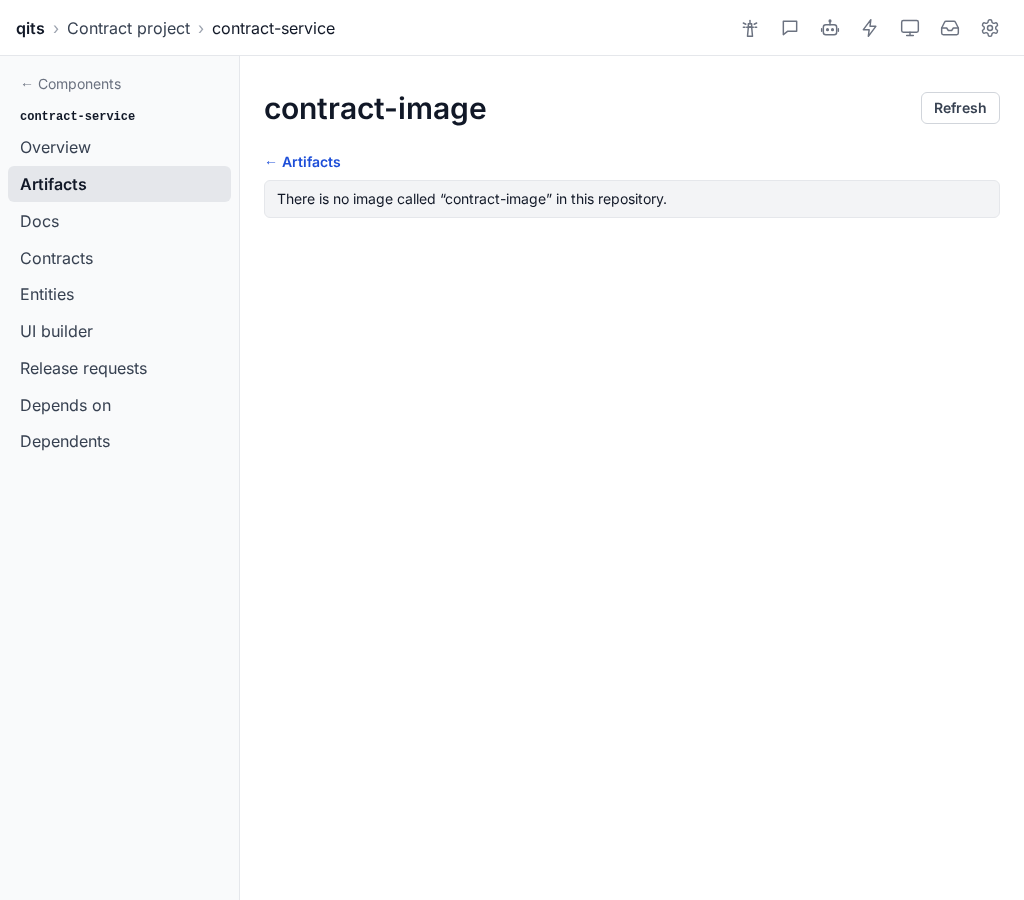 qits › Contract project › contract-service
← Components
contract-service
Overview
Artifacts
Docs
Contracts
Entities
UI builder
Release requests
Depends on
Dependents
contract-image
Refresh
← Artifacts
There is no image called “contract-image” in this repository.